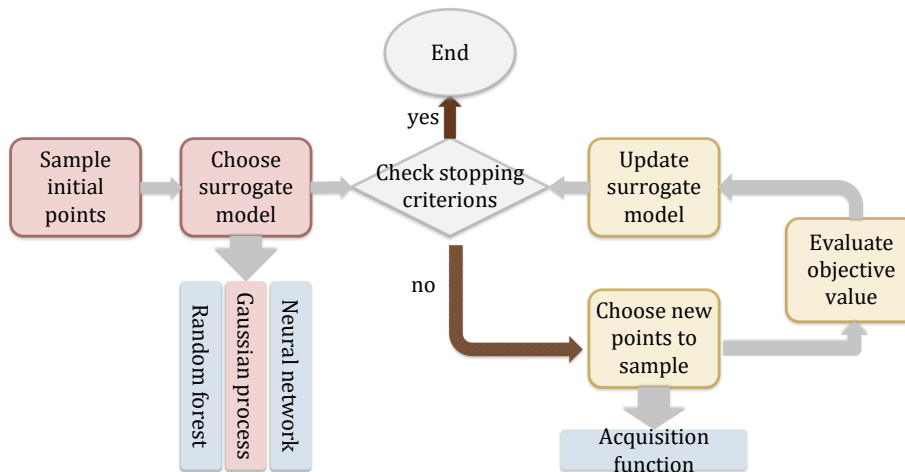 End
yes
Sample
initial
points
Choose
surrogate
model
Check stopping
criterions
Update
surrogate
model
Evaluate
objective
value
no
Choose new
points to
sample
Random forest
Gaussian process
Neural network
Acquisition
function